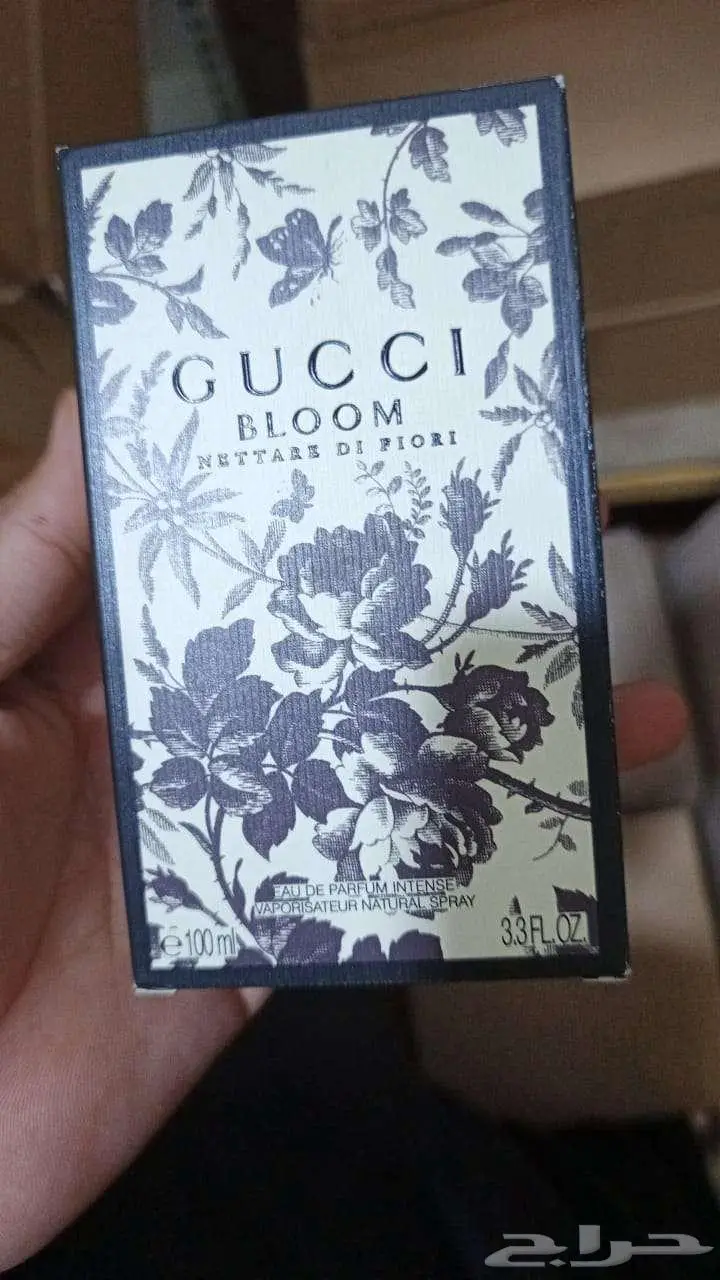 GUCCI
BLOOM
NETTARE DI FIORI
EAU DE PARFUM INTENSE
VAPORISATEUR NATURAL SPRAY
e 100 ml
3.3 FL.OZ.
حراج